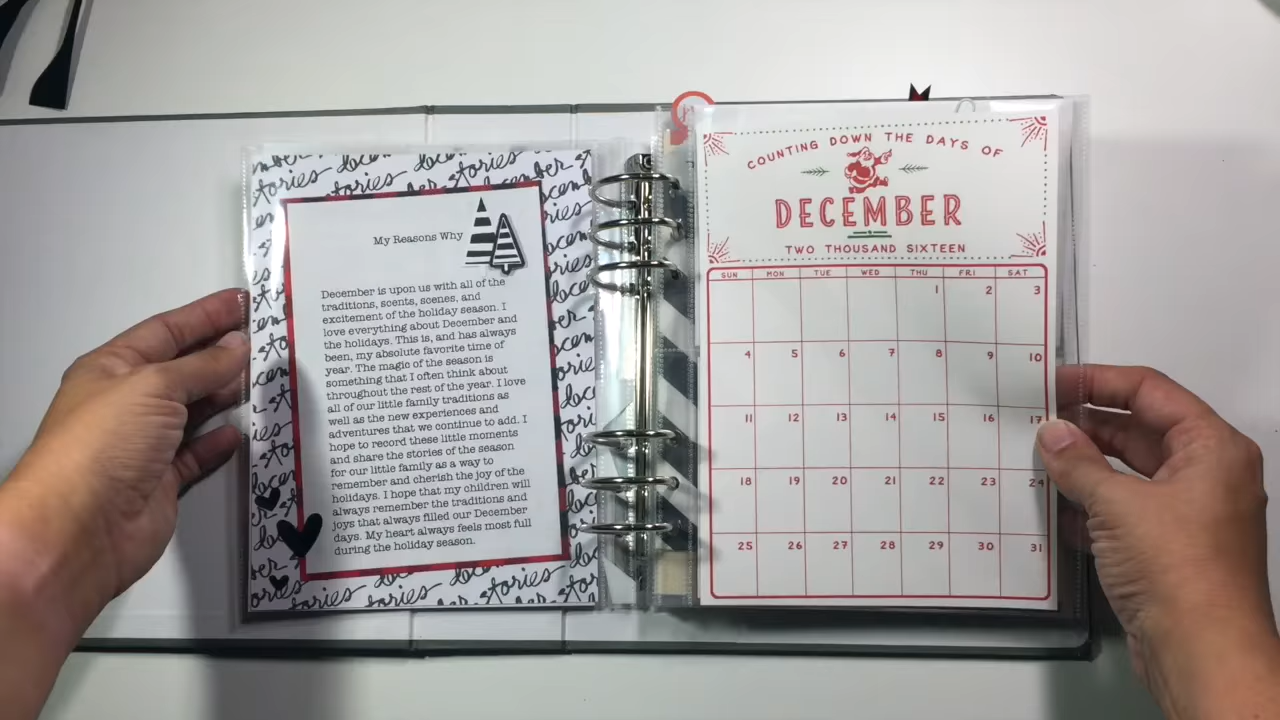 My Reasons Why
December is upon us with all of the
traditions, scents, scenes, and
excitement of the holiday season. I
love everything about December and
the holidays. This is, and has always
been, my absolute favorite time of
year. The magic of the season is
something that I often think about
throughout the rest of the year. I love
all of our little family traditions as
well as the new experiences and
adventures that we continue to add. I
hope to record these little moments
and share the stories of the season
for our little family as a way to
remember and cherish the joy of the
holidays. I hope that my children will
always remember the traditions and
joys that always filled our December
days. My heart always feels most full
during the holiday season.
COUNTING DOWN THE DAYS OF
DECEMBER
TWO THOUSAND SIXTEEN
SUN MON TUE WED THU FRI SAT
1 2 3
4 5 6 7 8 9 10
11 12 13 14 15 16 17
18 19 20 21 22 23 24
25 26 27 28 29 30 31